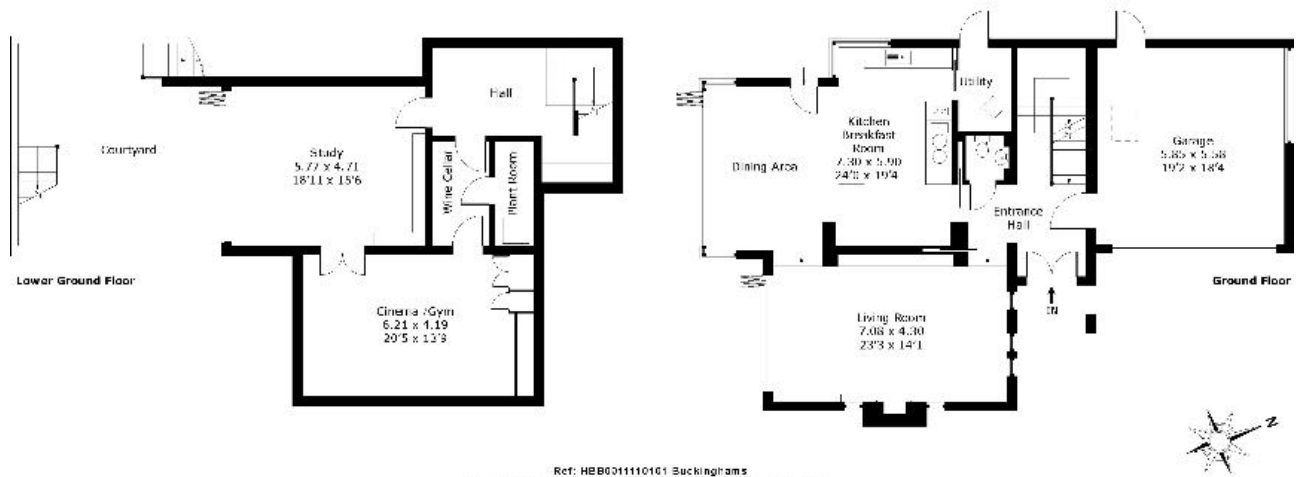 Hall
Courtyard
Study
5.77 x 4.71
18'11 x 15'6
Wine Cellar
Plant Room
Lower Ground Floor
Cinema /Gym
6.21 x 4.19
20'5 x 13'9
Utility
Kitchen
Breakfast
Room
7.30 x 5.90
24'0 x 19'4
Dining Area
Garage
5.85 x 5.58
19'2 x 18'4
Entrance
Hall
Ground Floor
IN
Living Room
7.08 x 4.30
23'3 x 14'1
N
Ref: HBB0011110101 Buckinghams